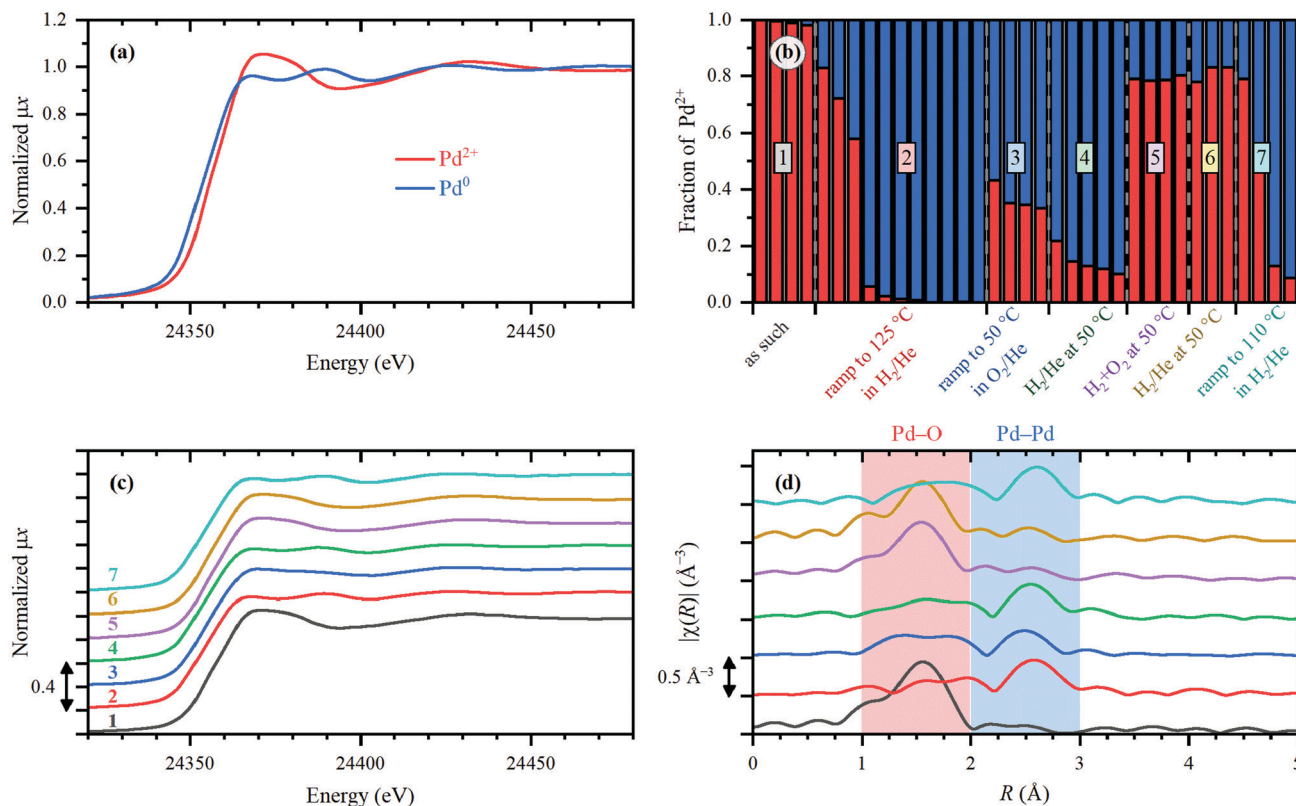 (a)
Normalized μx
1.2
1.0
0.8
0.6
0.4
0.2
0.0
Pd2+
Pd0
24350
24400
24450
Energy (eV)
(b)
Fraction of Pd2+
1.0
0.8
0.6
0.4
0.2
0.0
1
2
3
4
5
6
7
as such
ramp to 125 °C
in H2/He
ramp to 50 °C
in O2/He
H2/He at 50 °C
H2+O2 at 50 °C
H2/He at 50 °C
ramp to 110 °C
in H2/He
(c)
Normalized μx
0.4
7
6
5
4
3
2
1
24350
24400
24450
Energy (eV)
Pd–O
Pd–Pd
(d)
|χ(R)| (Å−3)
0.5 Å−3
0
1
2
3
4
5
R (Å)